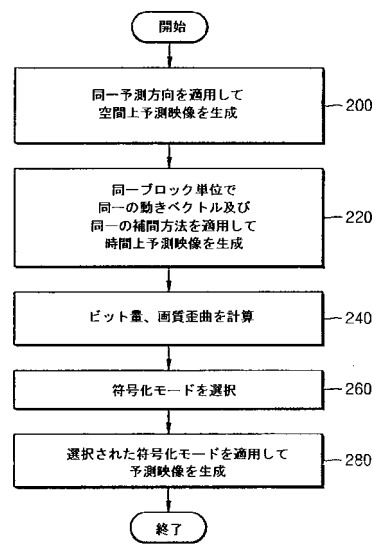 開始
同一予測方向を適用して
空間上予測映像を生成
200
同一ブロック単位で
同一の動きベクトル及び
同一の補間方法を適用して
時間上予測映像を生成
220
ビット量、画質歪曲を計算
240
符号化モードを選択
260
選択された符号化モードを適用して
予測映像を生成
280
終了